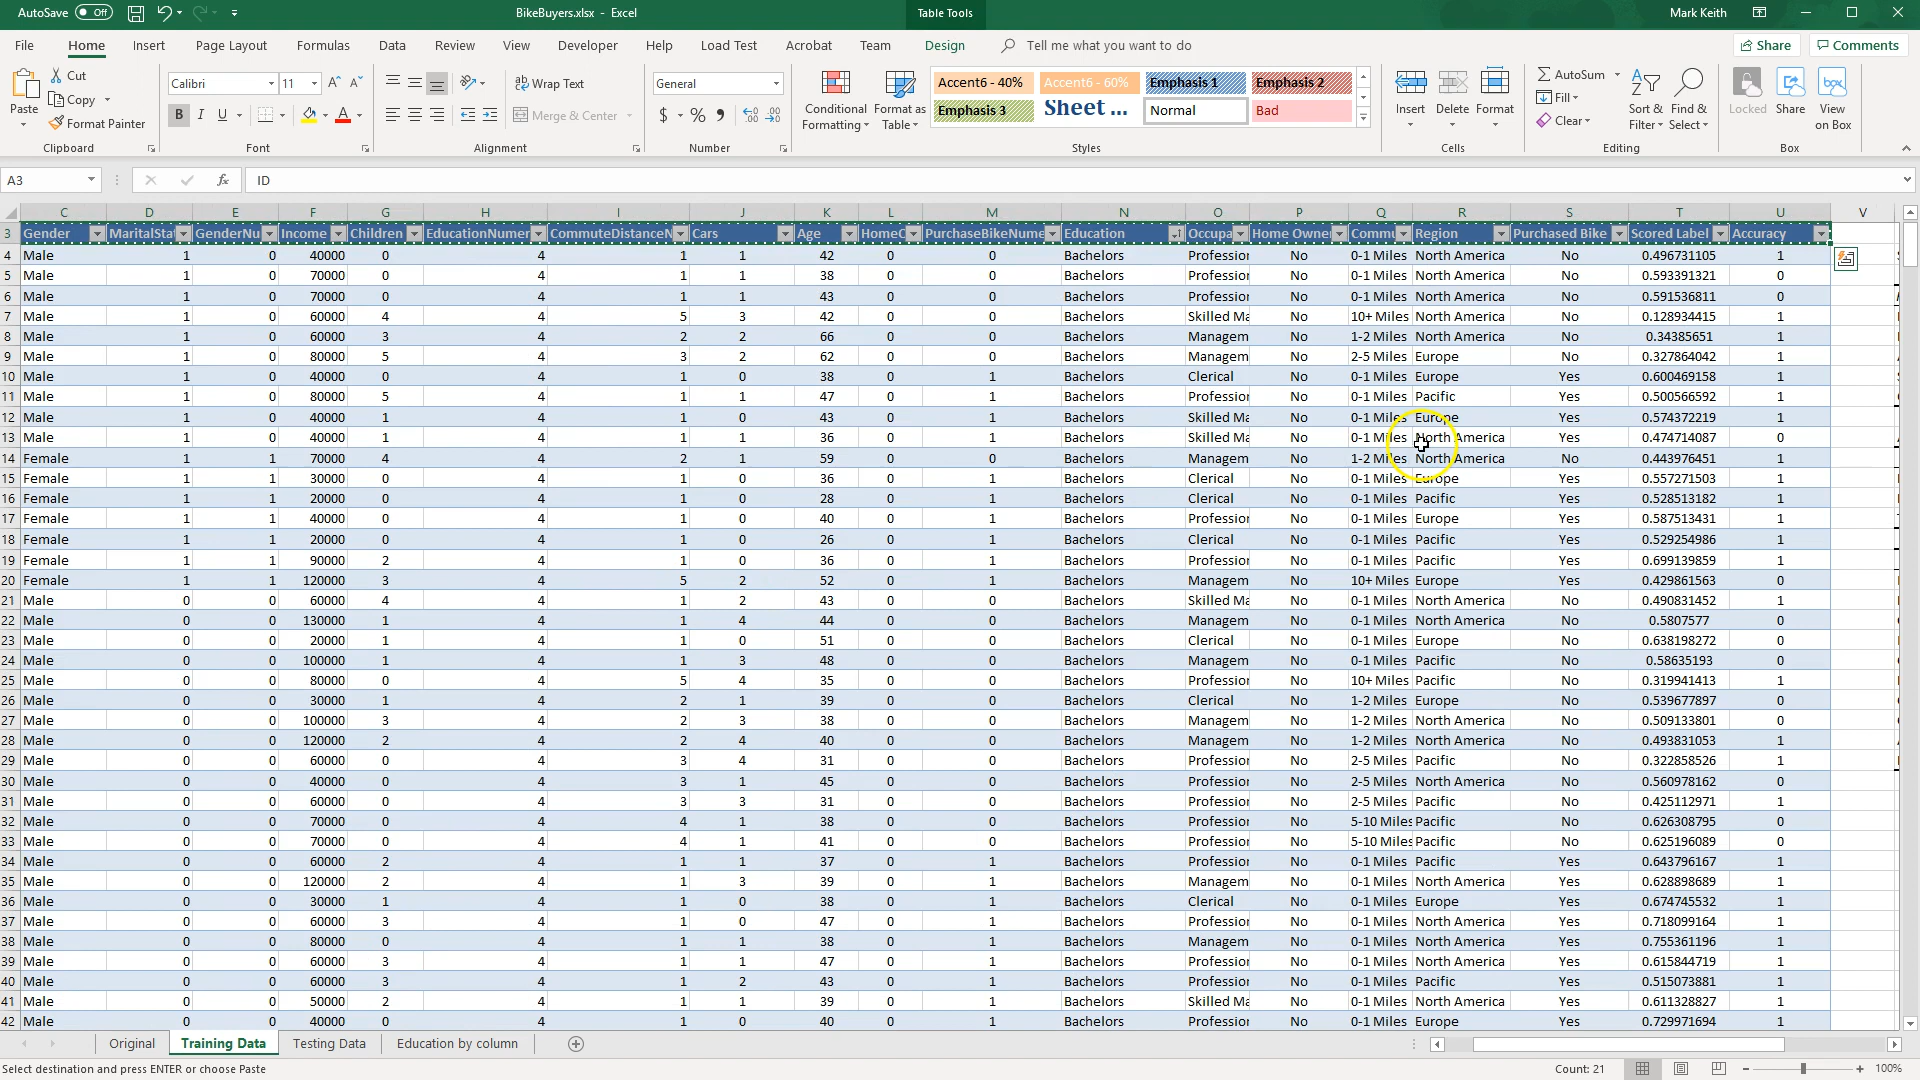 AutoSave Off BikeBuyers.xlsx - Excel Table Tools Mark Keith
File Home Insert Page Layout Formulas Data Review View Developer Help Load Test Acrobat Team Design Tell me what you want to do Share Comments
Paste Cut Copy Format Painter
Calibri 11
Wrap Text Merge & Center
General
Conditional Formatting Format as Table
Accent6 - 40% Accent6 - 60% Emphasis 1 Emphasis 2
Emphasis 3 Sheet ... Normal Bad
Insert Delete Format
AutoSum Fill Clear Sort & Filter Find & Select
Locked Share View on Box
Clipboard Font Alignment Number Styles Cells Editing Box
A3 fx ID
C D E F G H I J K L M N O P Q R S T U V
3 Gender MaritalStat GenderNu Income Children EducationNumer CommuteDistanceN Cars Age HomeC PurchaseBikeNume Education Occupa Home Owner Commu Region Purchased Bike Scored Label Accuracy
4 Male 1 0 40000 0 4 1 1 42 0 0 Bachelors Profession No 0-1 Miles North America No 0.496731105 1
5 Male 1 0 70000 0 4 1 1 38 0 0 Bachelors Profession No 0-1 Miles North America No 0.593391321 0
6 Male 1 0 70000 0 4 1 1 43 0 0 Bachelors Profession No 0-1 Miles North America No 0.591536811 0
7 Male 1 0 60000 4 4 5 3 42 0 0 Bachelors Skilled Ma No 10+ Miles North America No 0.128934415 1
8 Male 1 0 60000 3 4 2 2 66 0 0 Bachelors Managem No 1-2 Miles North America No 0.34385651 1
9 Male 1 0 80000 5 4 3 2 62 0 0 Bachelors Managem No 2-5 Miles Europe No 0.327864042 1
10 Male 1 0 40000 0 4 1 0 38 0 1 Bachelors Clerical No 0-1 Miles Europe Yes 0.600469158 1
11 Male 1 0 80000 5 4 1 1 47 0 1 Bachelors Profession No 0-1 Miles Pacific Yes 0.500566592 1
12 Male 1 0 40000 1 4 1 0 43 0 1 Bachelors Skilled Ma No 0-1 Miles Europe Yes 0.574372219 1
13 Male 1 0 40000 1 4 1 1 36 0 1 Bachelors Skilled Ma No 0-1 Miles North America Yes 0.474714087 0
14 Female 1 1 70000 4 4 2 1 59 0 0 Bachelors Managem No 1-2 Miles North America No 0.443976451 1
15 Female 1 1 30000 0 4 1 0 36 0 1 Bachelors Clerical No 0-1 Miles Europe Yes 0.557271503 1
16 Female 1 1 20000 0 4 1 0 28 0 1 Bachelors Clerical No 0-1 Miles Pacific Yes 0.528513182 1
17 Female 1 1 40000 0 4 1 0 40 0 1 Bachelors Profession No 0-1 Miles Europe Yes 0.587513431 1
18 Female 1 1 20000 0 4 1 0 26 0 1 Bachelors Clerical No 0-1 Miles Pacific Yes 0.529254986 1
19 Female 1 1 90000 2 4 1 0 36 0 1 Bachelors Profession No 0-1 Miles Pacific Yes 0.699139859 1
20 Female 1 1 120000 3 4 5 2 52 0 1 Bachelors Managem No 10+ Miles Europe Yes 0.429861563 0
21 Male 0 0 60000 4 4 1 2 43 0 0 Bachelors Skilled Ma No 0-1 Miles North America No 0.490831452 1
22 Male 0 0 130000 1 4 1 4 44 0 0 Bachelors Managem No 0-1 Miles North America No 0.5807577 0
23 Male 0 0 20000 1 4 1 0 51 0 0 Bachelors Clerical No 0-1 Miles Europe No 0.638198272 0
24 Male 0 0 100000 1 4 1 3 48 0 0 Bachelors Managem No 0-1 Miles Pacific No 0.58635193 0
25 Male 0 0 80000 0 4 5 4 35 0 0 Bachelors Profession No 10+ Miles Pacific No 0.319941413 1
26 Male 0 0 30000 1 4 2 1 39 0 0 Bachelors Clerical No 1-2 Miles Europe No 0.539677897 0
27 Male 0 0 100000 3 4 2 3 38 0 0 Bachelors Managem No 1-2 Miles North America No 0.509133801 0
28 Male 0 0 120000 2 4 2 4 40 0 0 Bachelors Managem No 1-2 Miles North America No 0.493831053 1
29 Male 0 0 60000 0 4 3 4 31 0 0 Bachelors Profession No 2-5 Miles Pacific No 0.322858526 1
30 Male 0 0 40000 0 4 3 1 45 0 0 Bachelors Profession No 2-5 Miles North America No 0.560978162 0
31 Male 0 0 60000 0 4 3 3 31 0 0 Bachelors Profession No 2-5 Miles Pacific No 0.425112971 1
32 Male 0 0 70000 0 4 4 1 38 0 0 Bachelors Profession No 5-10 Miles Pacific No 0.626308795 0
33 Male 0 0 70000 0 4 4 1 41 0 0 Bachelors Profession No 5-10 Miles Pacific No 0.625196089 0
34 Male 0 0 60000 2 4 1 1 37 0 1 Bachelors Profession No 0-1 Miles Pacific Yes 0.643796167 1
35 Male 0 0 120000 2 4 1 3 39 0 1 Bachelors Managem No 0-1 Miles North America Yes 0.628898689 1
36 Male 0 0 30000 1 4 1 0 38 0 1 Bachelors Clerical No 0-1 Miles Europe Yes 0.674745532 1
37 Male 0 0 60000 3 4 1 0 47 0 1 Bachelors Profession No 0-1 Miles North America Yes 0.718099164 1
38 Male 0 0 80000 0 4 1 1 38 0 1 Bachelors Managem No 0-1 Miles North America Yes 0.755361196 1
39 Male 0 0 60000 3 4 1 1 47 0 1 Bachelors Profession No 0-1 Miles North America Yes 0.615844719 1
40 Male 0 0 60000 3 4 1 2 43 0 1 Bachelors Profession No 0-1 Miles Pacific Yes 0.515073881 1
41 Male 0 0 50000 2 4 1 1 39 0 1 Bachelors Skilled Ma No 0-1 Miles North America Yes 0.611328827 1
42 Male 0 0 40000 0 4 1 0 40 0 1 Bachelors Profession No 0-1 Miles Europe Yes 0.729971694 1
Original Training Data Testing Data Education by column
Select destination and press ENTER or choose Paste Count: 21 100%